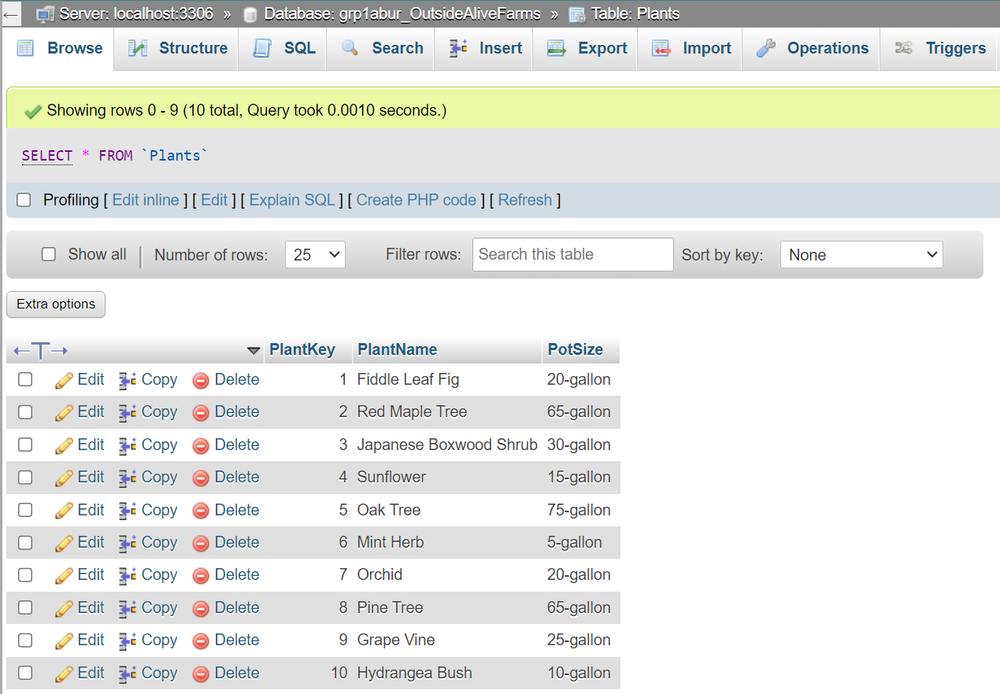 Server: localhost:3306 » Database: grp1abur_OutsideAliveFarms » Table: Plants
Browse Structure SQL Search Insert Export Import Operations Triggers
Showing rows 0 - 9 (10 total, Query took 0.0010 seconds.)
SELECT * FROM `Plants`
Profiling [ Edit inline ] [ Edit ] [ Explain SQL ] [ Create PHP code ] [ Refresh ]
Show all | Number of rows: 25 Filter rows: Search this table Sort by key: None
Extra options
←T→ PlantKey PlantName PotSize
Edit Copy Delete 1 Fiddle Leaf Fig 20-gallon
Edit Copy Delete 2 Red Maple Tree 65-gallon
Edit Copy Delete 3 Japanese Boxwood Shrub 30-gallon
Edit Copy Delete 4 Sunflower 15-gallon
Edit Copy Delete 5 Oak Tree 75-gallon
Edit Copy Delete 6 Mint Herb 5-gallon
Edit Copy Delete 7 Orchid 20-gallon
Edit Copy Delete 8 Pine Tree 65-gallon
Edit Copy Delete 9 Grape Vine 25-gallon
Edit Copy Delete 10 Hydrangea Bush 10-gallon